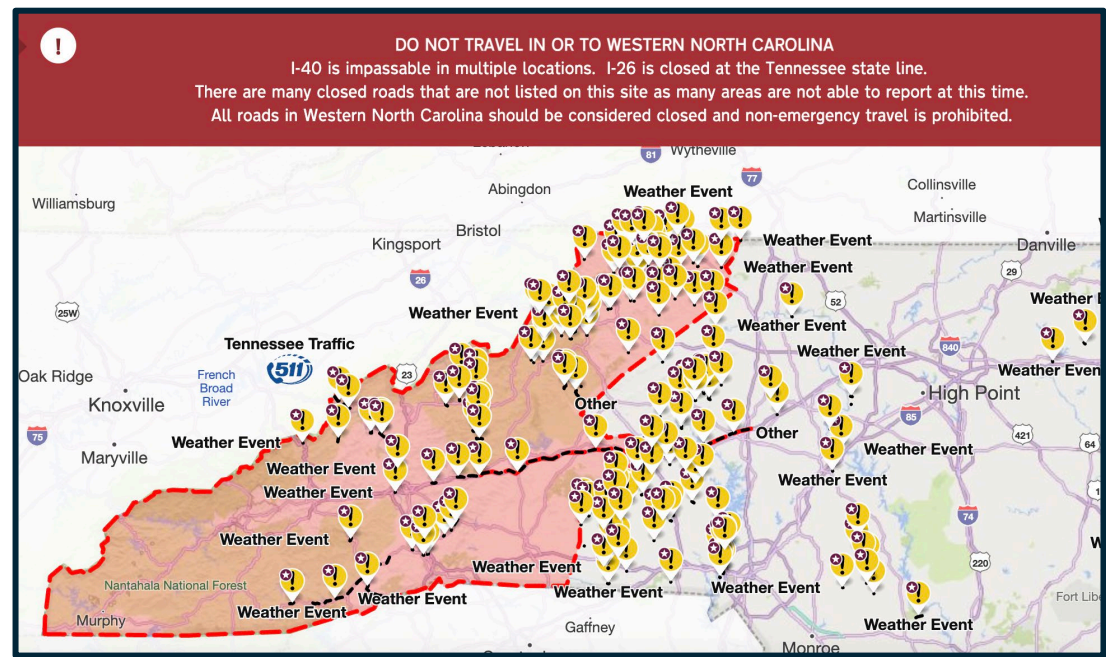 !
DO NOT TRAVEL IN OR TO WESTERN NORTH CAROLINA
I-40 is impassable in multiple locations. I-26 is closed at the Tennessee state line.
There are many closed roads that are not listed on this site as many areas are not able to report at this time.
All roads in Western North Carolina should be considered closed and non-emergency travel is prohibited.
81
Wytheville
77
Williamsburg
Abingdon
Weather Event
Collinsville
Martinsville
Bristol
Kingsport
Weather Event
Danville
26
Weather Event
29
25W
Weather Event
52
Weather
Weather Event
Tennessee Traffic
511
Weather Event
840
23
Oak Ridge
French
Broad
River
Weather Even
Knoxville
Other
High Point
75
85
Other
421
Maryville
Weather Event
64
Weather Event
Weather Event
Weather Event
Weather Event
74
Weather Event
220
Weather Event
Nantahala National Forest
Weather Event
Weather Event
Weather Event
Weather Event
Fort Libe
Murphy
Weather Event
Gaffney
Monroe